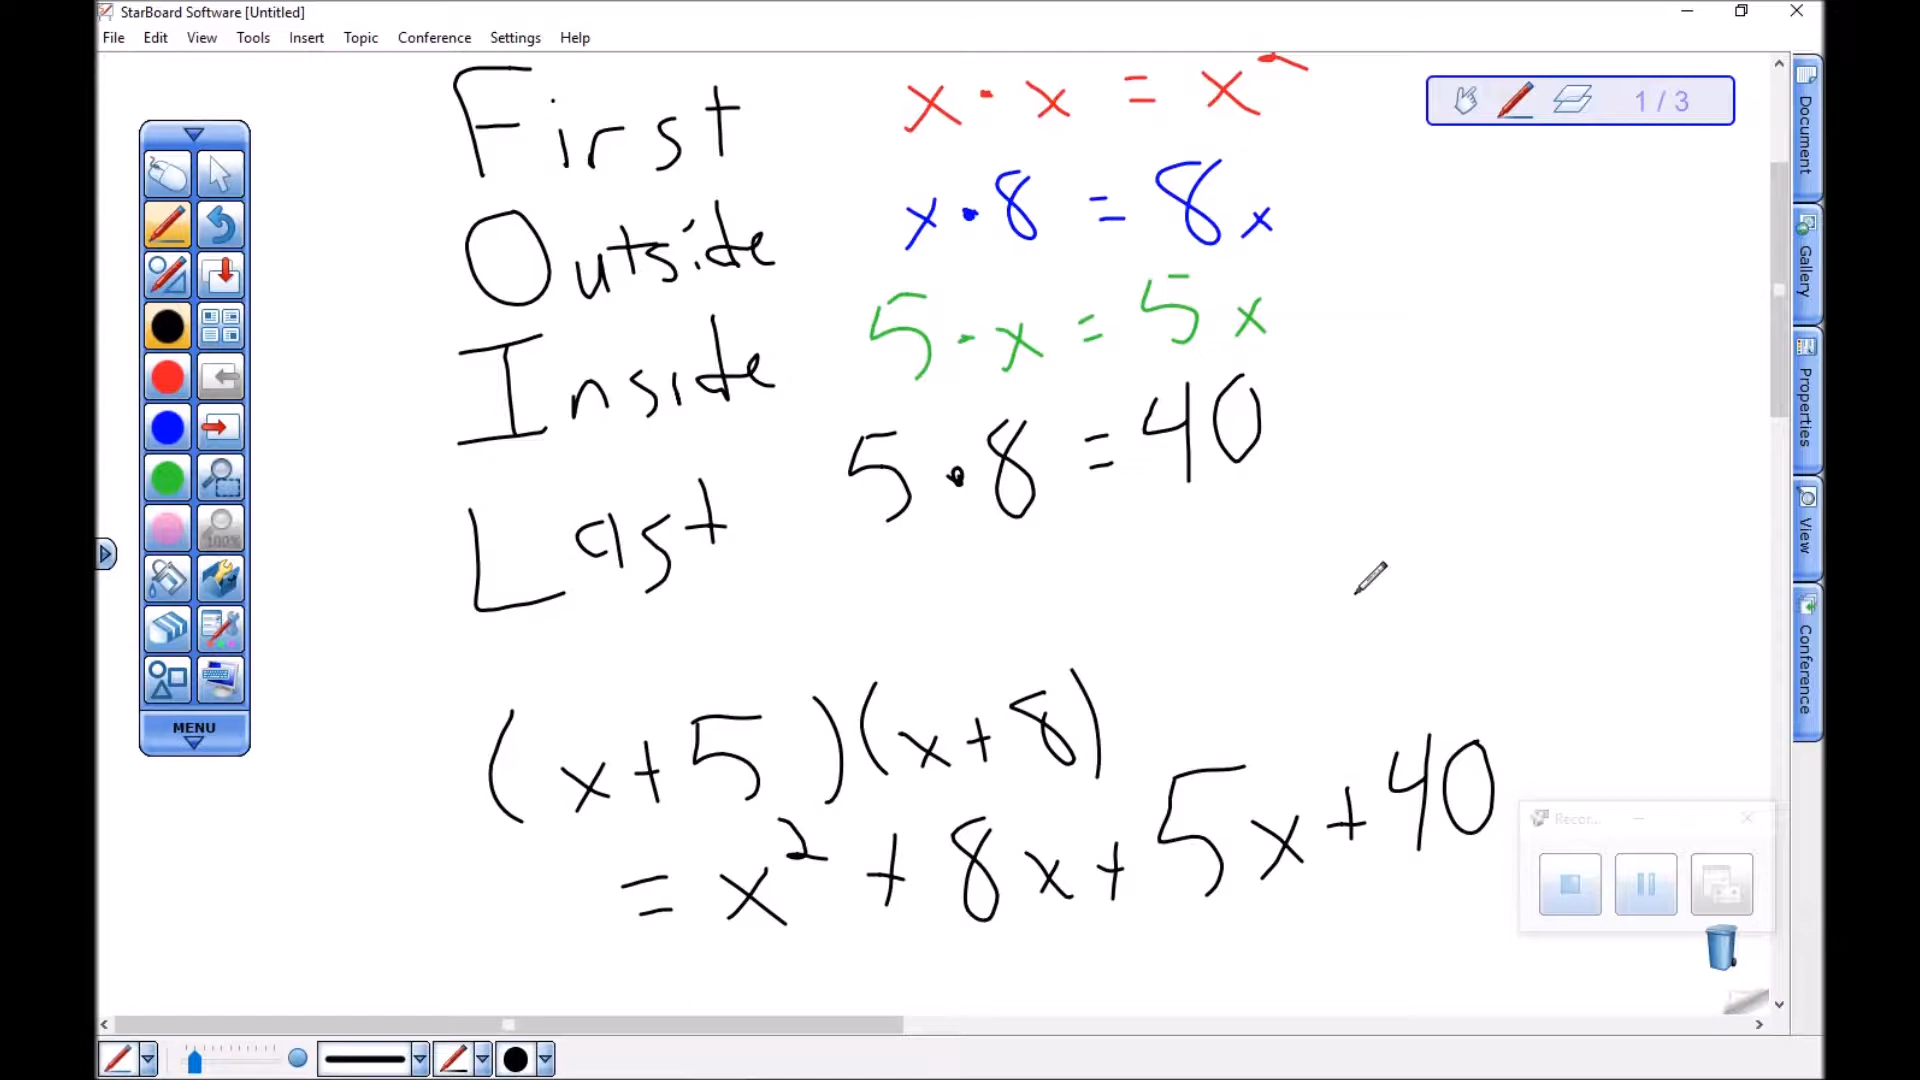 StarBoard Software [Untitled]
File Edit View Tools Insert Topic Conference Settings Help
First x · x = x²
1 / 3
Outside x · 8 = 8x
Inside 5 · x = 5x
Last 5 · 8 = 40
(x + 5)(x + 8)
= x² + 8x + 5x + 40
100%
MENU
Document
Gallery
Properties
View
Conference
Recor...